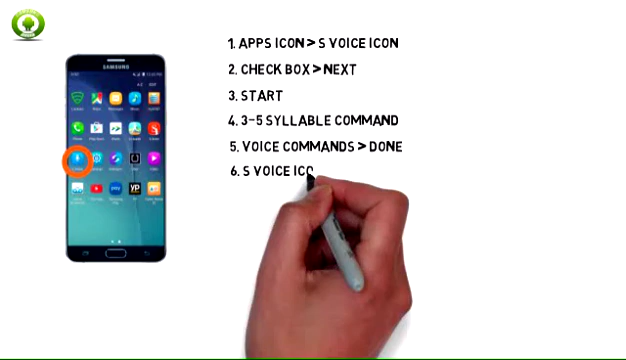 1. APPS ICON > S VOICE ICON
2. CHECK BOX > NEXT
3. START
4. 3-5 SYLLABLE COMMAND
5. VOICE COMMANDS > DONE
6. S VOICE ICO
SAMSUNG